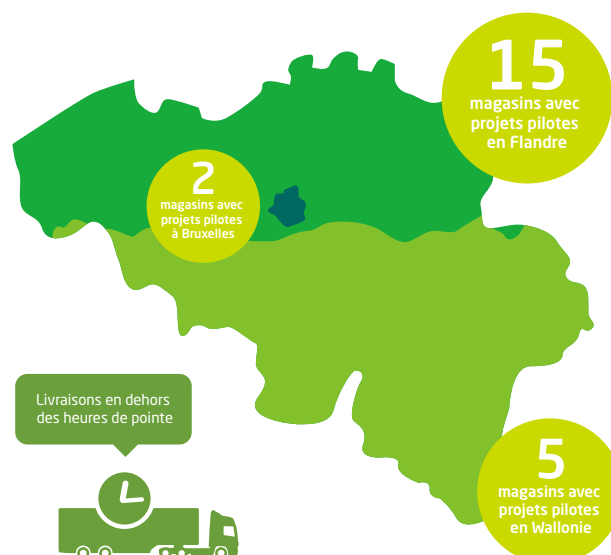 15
magasins avec
projets pilotes
en Flandre
2
magasins avec
projets pilotes
à Bruxelles
Livraisons en dehors
des heures de pointe
5
magasins avec
projets pilotes
en Wallonie